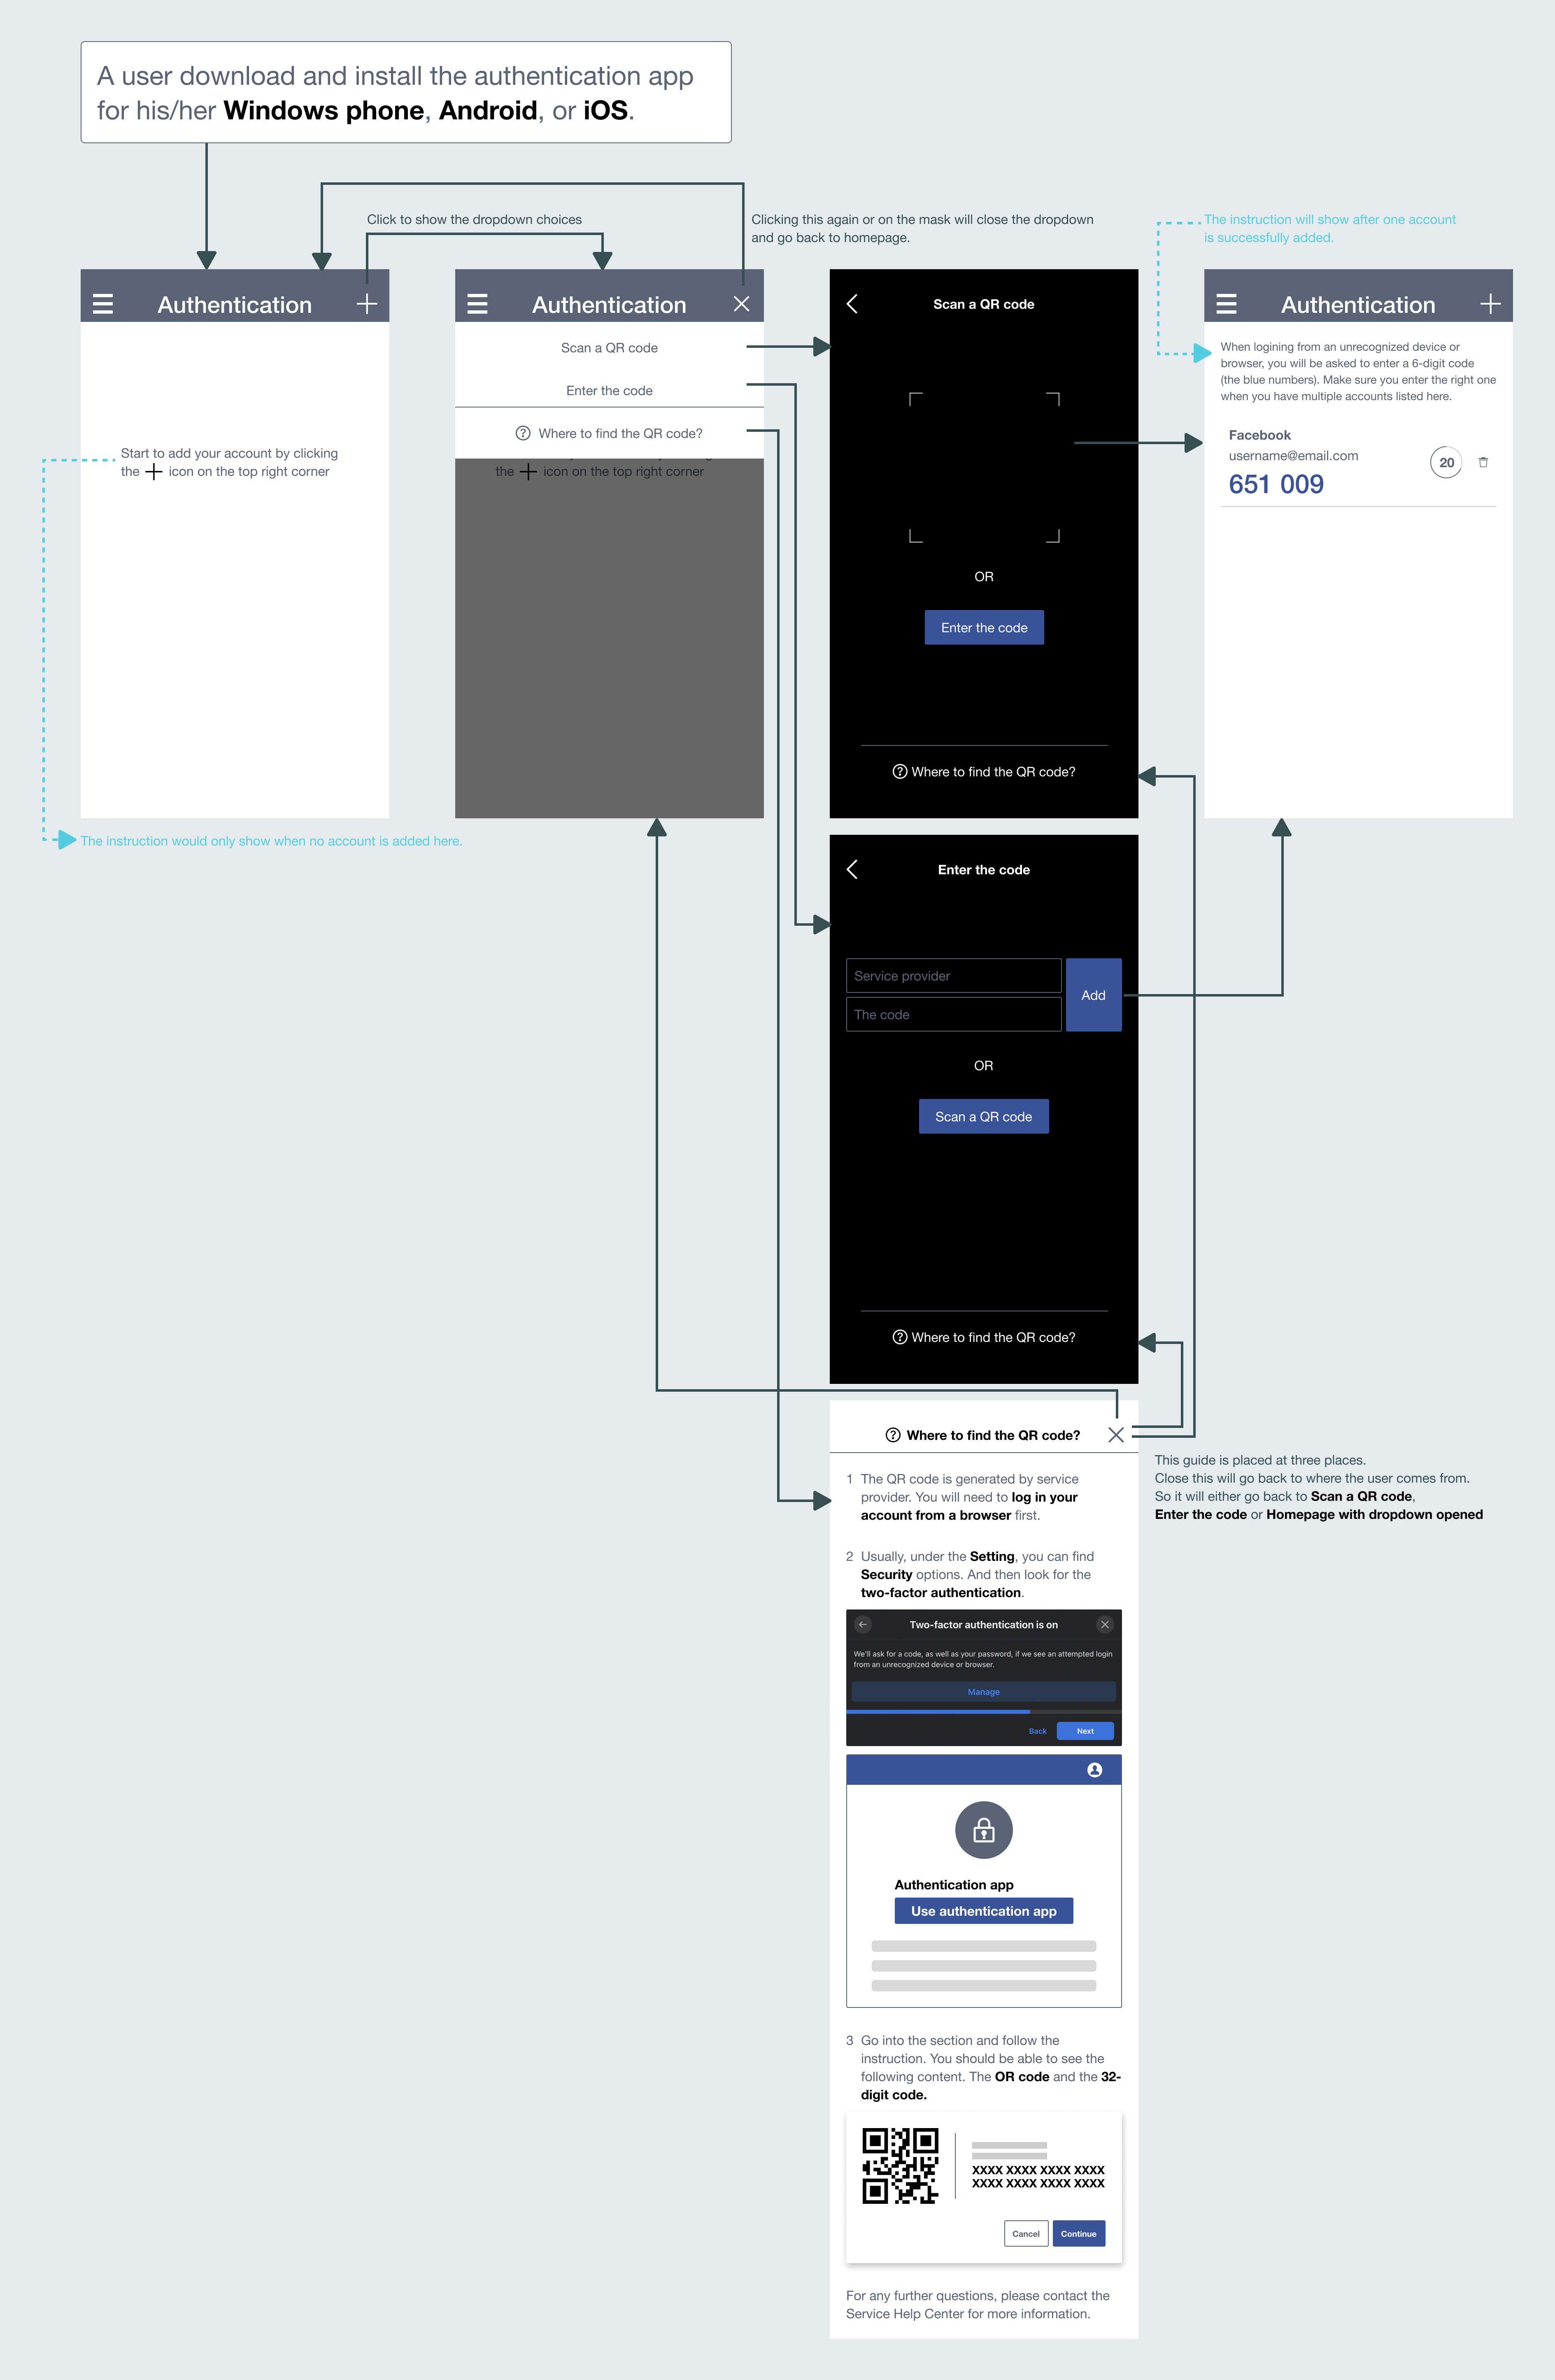 A user download and install the authentication app
for his/her Windows phone, Android, or iOS.
Click to show the dropdown choices
Clicking this again or on the mask will close the dropdown
and go back to homepage.
The instruction will show after one account
is successfully added.
Authentication
Start to add your account by clicking
the + icon on the top right corner
The instruction would only show when no account is added here.
Authentication
Scan a QR code
Enter the code
Where to find the QR code?
the + icon on the top right corner
Scan a QR code
OR
Enter the code
Where to find the QR code?
Authentication
When logining from an unrecognized device or
browser, you will be asked to enter a 6-digit code
(the blue numbers). Make sure you enter the right one
when you have multiple accounts listed here.
Facebook
username@email.com
651 009
20
Enter the code
Service provider
The code
Add
OR
Scan a QR code
Where to find the QR code?
Where to find the QR code?
1 The QR code is generated by service
provider. You will need to log in your
account from a browser first.
2 Usually, under the Setting, you can find
Security options. And then look for the
two-factor authentication.
Two-factor authentication is on
We'll ask for a code, as well as your password, if we see an attempted login
from an unrecognized device or browser.
Manage
Back
Next
Authentication app
Use authentication app
3 Go into the section and follow the
instruction. You should be able to see the
following content. The OR code and the 32-
digit code.
XXXX XXXX XXXX XXXX
XXXX XXXX XXXX XXXX
Cancel
Continue
For any further questions, please contact the
Service Help Center for more information.
This guide is placed at three places.
Close this will go back to where the user comes from.
So it will either go back to Scan a QR code,
Enter the code or Homepage with dropdown opened